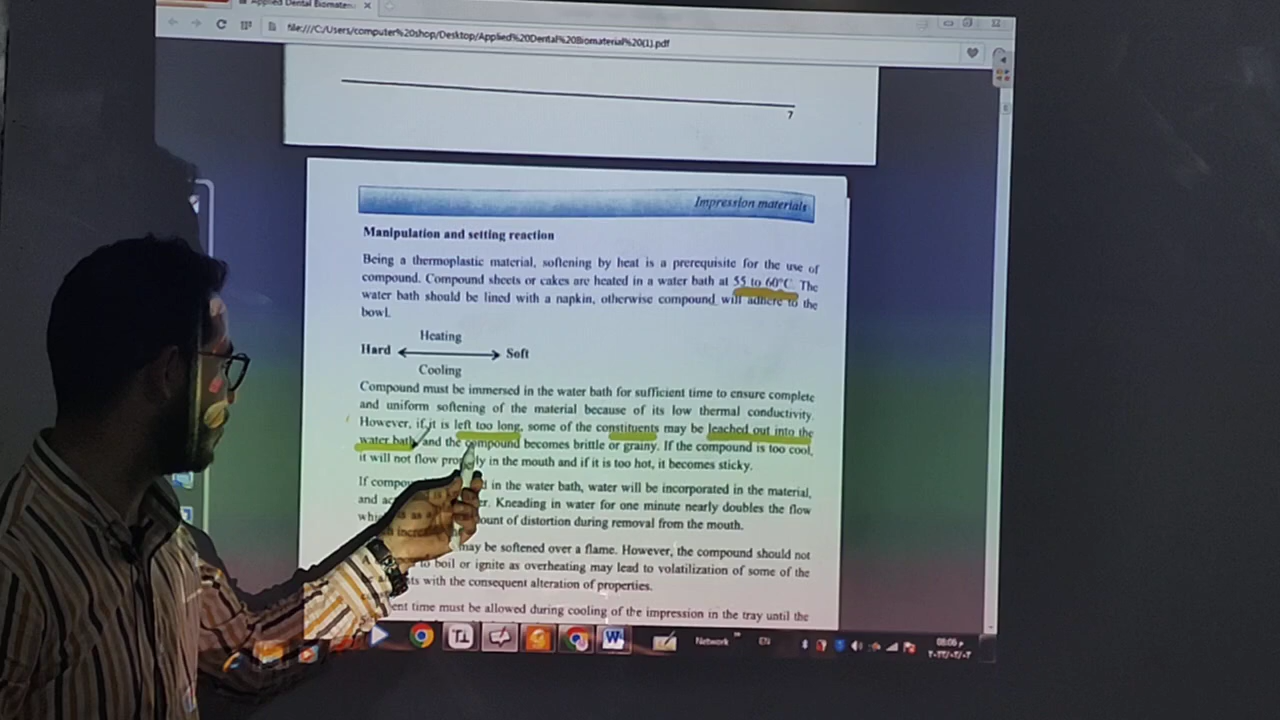 Applied Dental Biomater
file:///C:/Users/computer%20shop/Desktop/Applied%20Dental%20Biomaterial%20(1).pdf
7
Impression materials
Manipulation and setting reaction
Being a thermoplastic material, softening by heat is a prerequisite for the use of
compound. Compound sheets or cakes are heated in a water bath at 55 to 60°C. The
water bath should be lined with a napkin, otherwise compound will adhere to the
bowl.
Heating
Hard Soft
Cooling
Compound must be immersed in the water bath for sufficient time to ensure complete
and uniform softening of the material because of its low thermal conductivity.
However, if it is left too long, some of the constituents may be leached out into the
water bath and the compound becomes brittle or grainy. If the compound is too cool,
it will not flow properly in the mouth and if it is too hot, it becomes sticky.
If in the water bath, water will be incorporated in the material,
and Kneading in water for one minute nearly doubles the flow
of distortion during removal from the mouth.
may be softened over a flame. However, the compound should not
to boil or ignite as overheating may lead to volatilization of some of the
with the consequent alteration of properties.
time must be allowed during cooling of the impression in the tray until the
Network EN
08:06 م